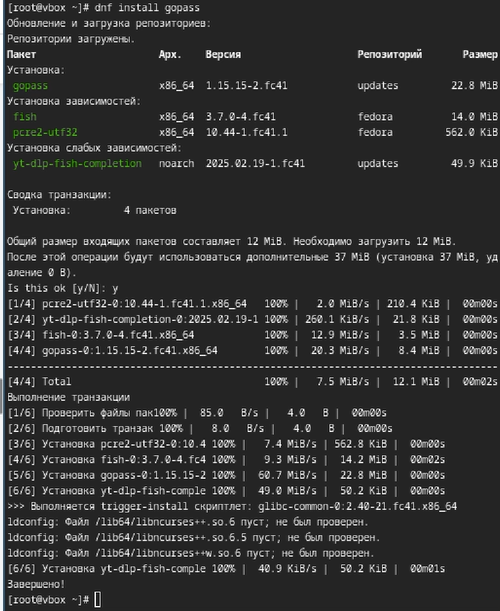 [root@vbox ~]# dnf install gopass
Обновление и загрузка репозиториев:
Репозитории загружены.
Пакет Арх. Версия Репозиторий Размер
Установка:
gopass x86_64 1.15.15-2.fc41 updates 22.8 MiB
Установка зависимостей:
fish x86_64 3.7.0-4.fc41 fedora 14.0 MiB
pcre2-utf32 x86_64 10.44-1.fc41.1 fedora 562.0 KiB
Установка слабых зависимостей:
yt-dlp-fish-completion noarch 2025.02.19-1.fc41 updates 49.9 KiB
Сводка транзакции:
Установка: 4 пакетов
Общий размер входящих пакетов составляет 12 MiB. Необходимо загрузить 12 MiB.
После этой операции будут использоваться дополнительные 37 MiB (установка 37 MiB, уд
аление 0 B).
Is this ok [y/N]: y
[1/4] pcre2-utf32-0:10.44-1.fc41.1.x86_64 100% | 2.0 MiB/s | 210.4 KiB | 00m00s
[2/4] yt-dlp-fish-completion-0:2025.02.19-1 100% | 260.1 KiB/s | 21.8 KiB | 00m00s
[3/4] fish-0:3.7.0-4.fc41.x86_64 100% | 12.9 MiB/s | 3.5 MiB | 00m00s
[4/4] gopass-0:1.15.15-2.fc41.x86_64 100% | 20.3 MiB/s | 8.4 MiB | 00m00s
--------------------------------------------------------------------------------
[4/4] Total 100% | 7.5 MiB/s | 12.1 MiB | 00m02s
Выполнение транзакции
[1/6] Проверить файлы пак100% | 85.0 B/s | 4.0 B | 00m00s
[2/6] Подготовить транзак 100% | 8.0 B/s | 4.0 B | 00m00s
[3/6] Установка pcre2-utf32-0:10.4 100% | 7.4 MiB/s | 562.8 KiB | 00m00s
[4/6] Установка fish-0:3.7.0-4.fc4 100% | 9.3 MiB/s | 14.2 MiB | 00m02s
[5/6] Установка gopass-0:1.15.15-2 100% | 60.7 MiB/s | 22.8 MiB | 00m00s
[6/6] Установка yt-dlp-fish-comple 100% | 49.0 MiB/s | 50.2 KiB | 00m00s
>>> Выполняется trigger-install скриптлет: glibc-common-0:2.40-21.fc41.x86_64
ldconfig: Файл /lib64/libncurses++.so.6 пуст; не был проверен.
ldconfig: Файл /lib64/libncurses++.so.6.5 пуст; не был проверен.
ldconfig: Файл /lib64/libncurses++w.so.6 пуст; не был проверен.
[6/6] Установка yt-dlp-fish-comple 100% | 40.9 KiB/s | 50.2 KiB | 00m01s
Завершено!
[root@vbox ~]#